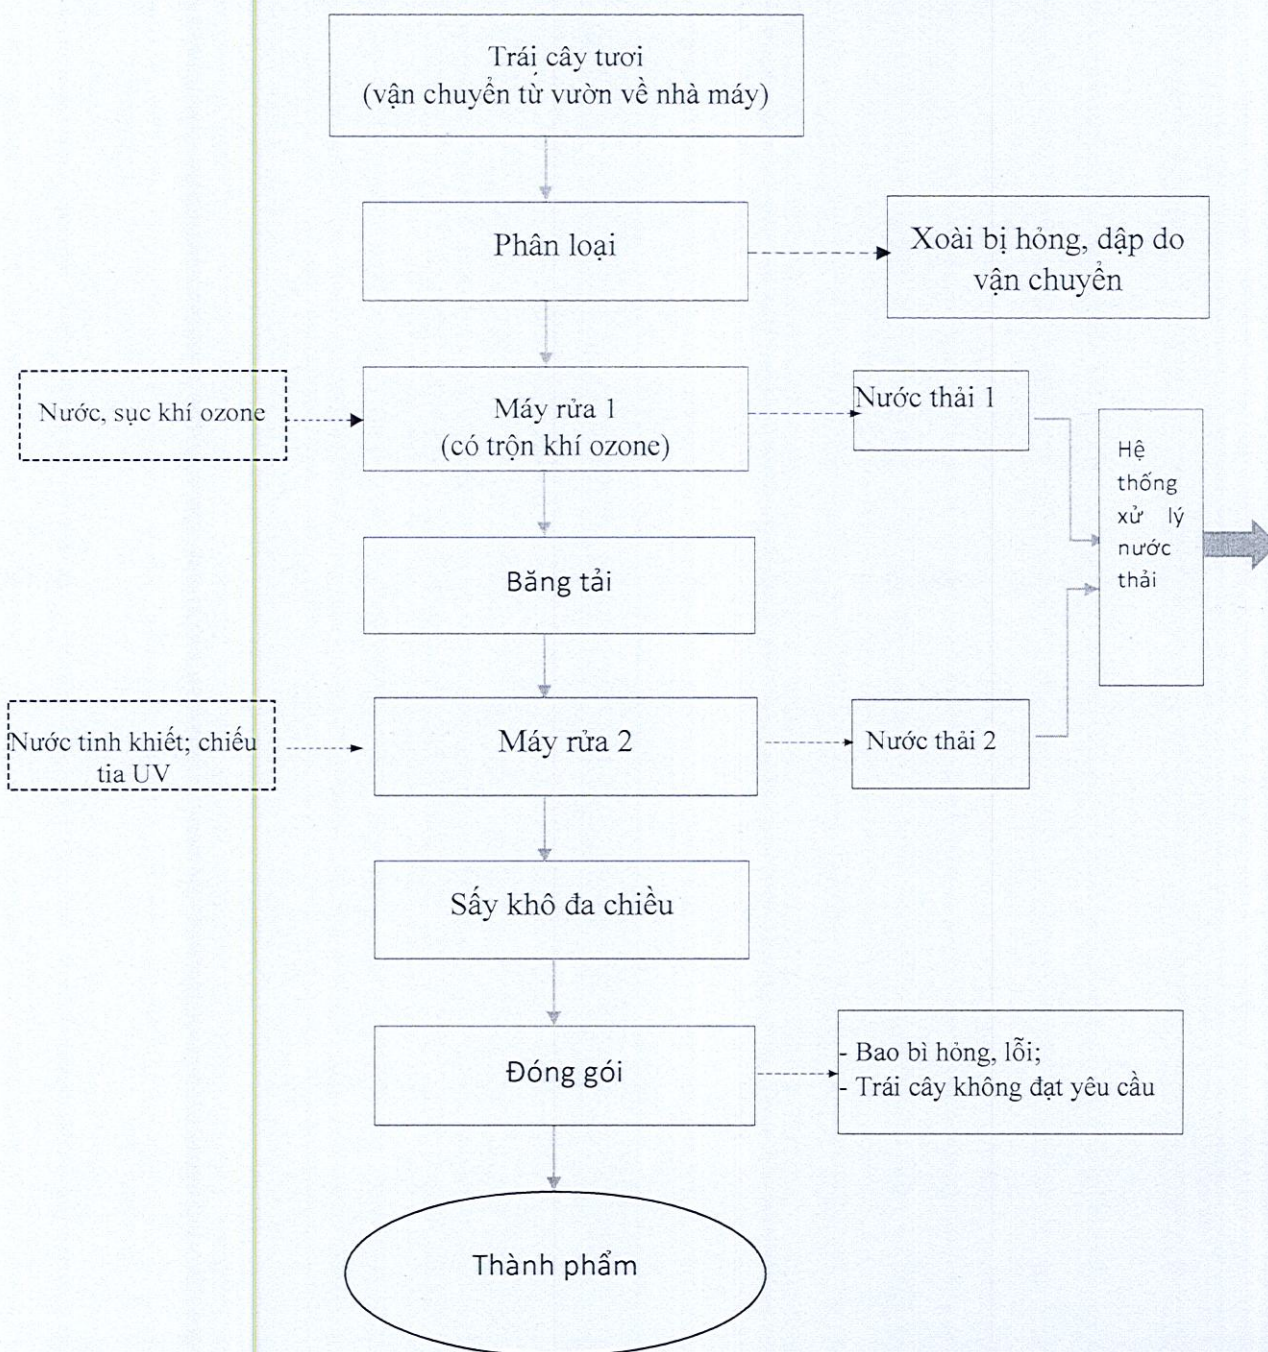 Trái cây tươi
(vận chuyển từ vườn về nhà máy)
Phân loại
Xoài bị hỏng, dập do
vận chuyển
Nước, sục khí ozone
Máy rửa 1
(có trộn khí ozone)
Nước thải 1
Hệ
thống
xử lý
nước
thải
Băng tải
Nước tinh khiết; chiếu
tia UV
Máy rửa 2
Nước thải 2
Sấy khô đa chiều
Đóng gói
- Bao bì hỏng, lỗi;
- Trái cây không đạt yêu cầu
Thành phẩm